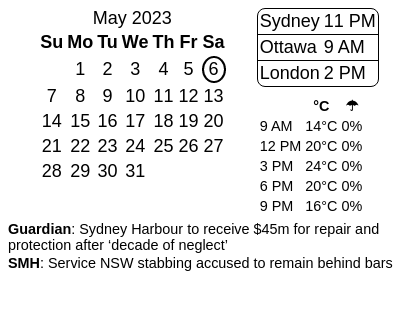 May 2023
Su Mo Tu We Th Fr Sa
1 2 3 4 5 6
7 8 9 10 11 12 13
14 15 16 17 18 19 20
21 22 23 24 25 26 27
28 29 30 31
Sydney 11 PM
Ottawa 9 AM
London 2 PM
°C ☂
9 AM 14°C 0%
12 PM 20°C 0%
3 PM 24°C 0%
6 PM 20°C 0%
9 PM 16°C 0%
Guardian: Sydney Harbour to receive $45m for repair and
protection after ‘decade of neglect’
SMH: Service NSW stabbing accused to remain behind bars